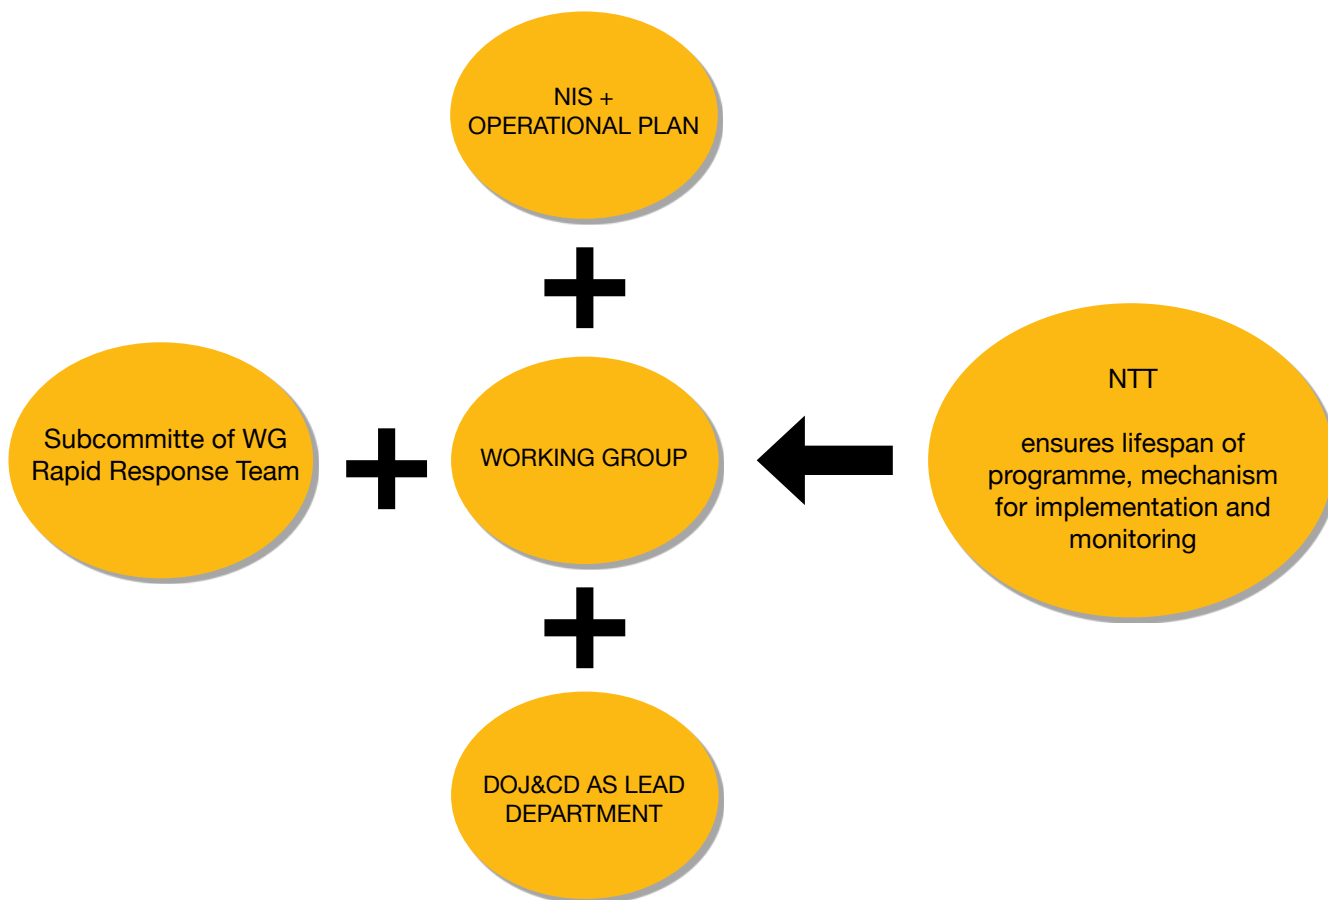 NIS +
OPERATIONAL PLAN
Subcommitte of WG
Rapid Response Team
WORKING GROUP
NTT
ensures lifespan of
programme, mechanism
for implementation and
monitoring
DOJ&CD AS LEAD
DEPARTMENT